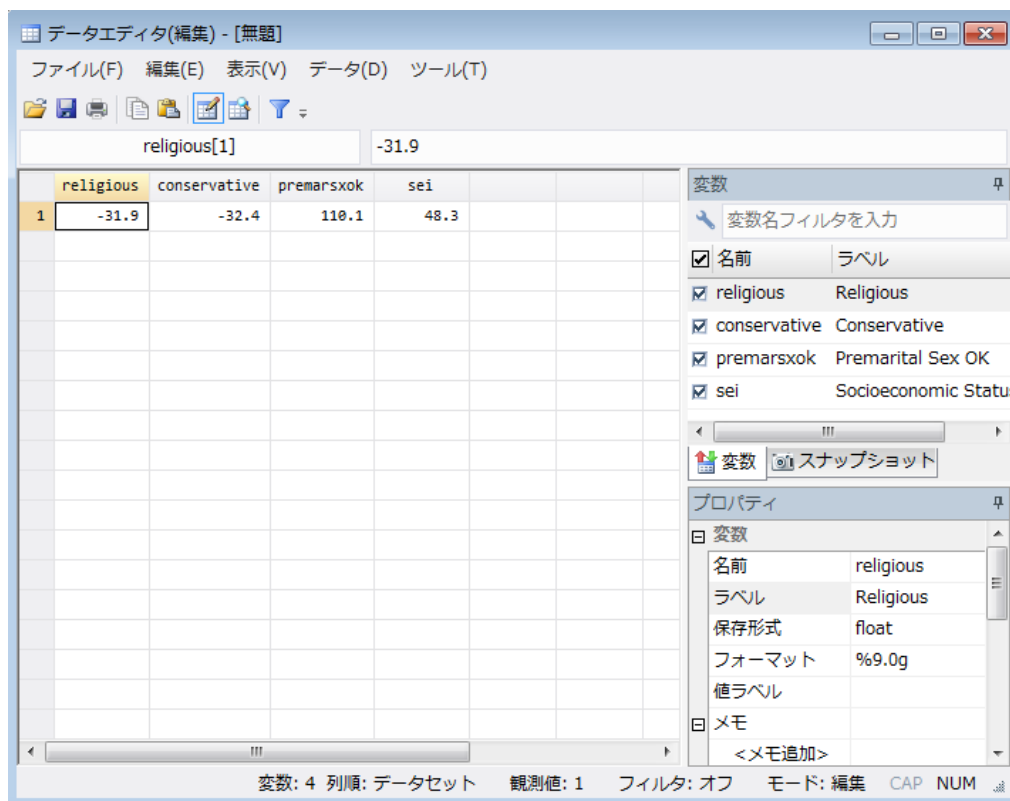 データエディタ(編集) - [無題]
ファイル(F) 編集(E) 表示(V) データ(D) ツール(T)
religious[1] -31.9
religious conservative premarsxok sei
1 -31.9 -32.4 110.1 48.3
変数
変数名フィルタを入力
名前 ラベル
religious Religious
conservative Conservative
premarsxok Premarital Sex OK
sei Socioeconomic Statu
変数 スナップショット
プロパティ
変数
名前 religious
ラベル Religious
保存形式 float
フォーマット %9.0g
値ラベル
メモ
<メモ追加>
変数: 4 列順: データセット 観測値: 1 フィルタ: オフ モード: 編集 CAP NUM